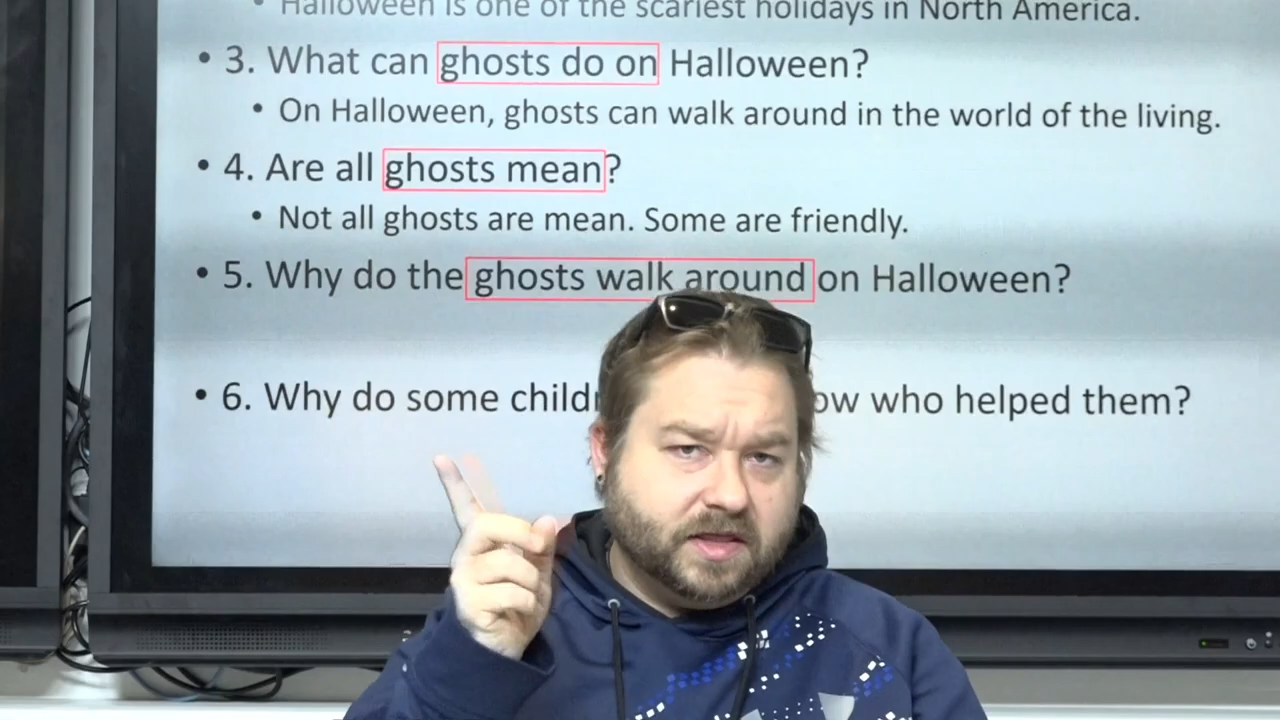 • Halloween is one of the scariest holidays in North America.
• 3. What can ghosts do on Halloween?
• On Halloween, ghosts can walk around in the world of the living.
• 4. Are all ghosts mean?
• Not all ghosts are mean. Some are friendly.
• 5. Why do the ghosts walk around on Halloween?
• 6. Why do some who helped them?